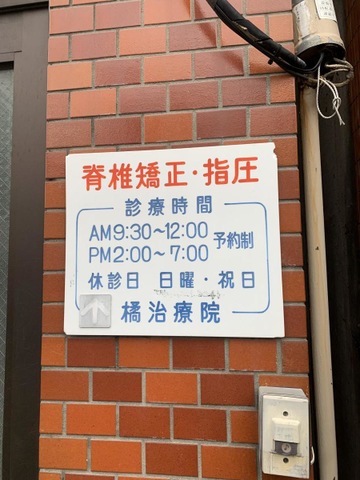 脊椎矯正・指圧
診療時間
AM9:30〜12:00
PM2:00〜7:00
予約制
休診日 日曜・祝日
橘治療院